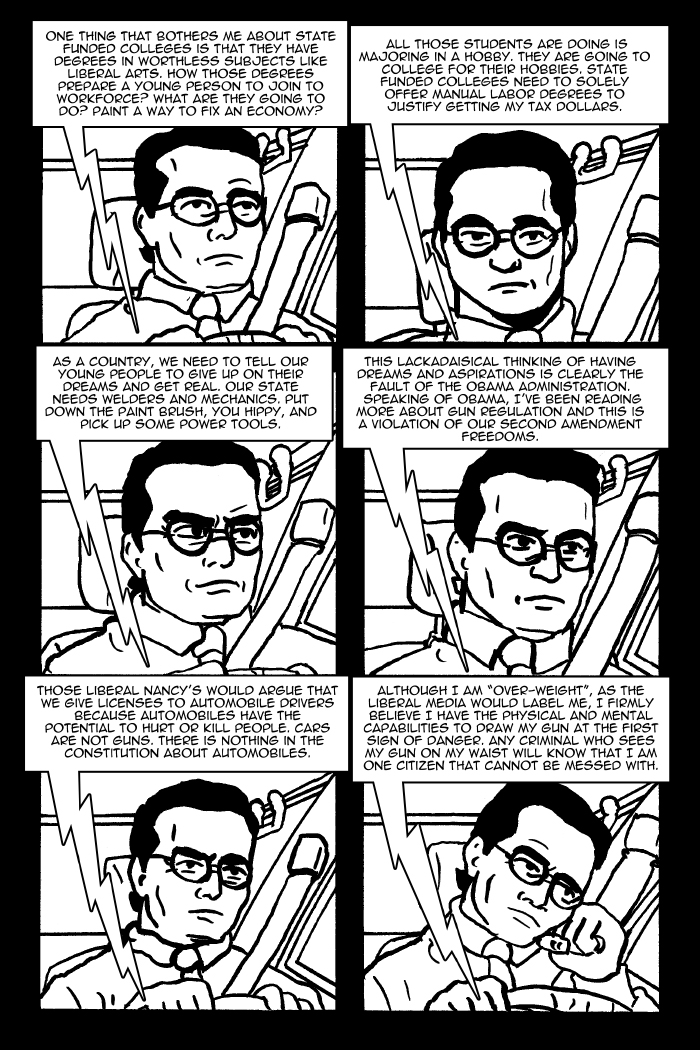 ONE THING THAT BOTHERS ME ABOUT STATE
FUNDED COLLEGES IS THAT THEY HAVE
DEGREES IN WORTHLESS SUBJECTS LIKE
LIBERAL ARTS. HOW THOSE DEGREES
PREPARE A YOUNG PERSON TO JOIN TO
WORKFORCE? WHAT ARE THEY GOING TO
DO? PAINT A WAY TO FIX AN ECONOMY?
ALL THOSE STUDENTS ARE DOING IS
MAJORING IN A HOBBY. THEY ARE GOING TO
COLLEGE FOR THEIR HOBBIES. STATE
FUNDED COLLEGES NEED TO SOLELY
OFFER MANUAL LABOR DEGREES TO
JUSTIFY GETTING MY TAX DOLLARS.
AS A COUNTRY, WE NEED TO TELL OUR
YOUNG PEOPLE TO GIVE UP ON THEIR
DREAMS AND GET REAL. OUR STATE
NEEDS WELDERS AND MECHANICS. PUT
DOWN THE PAINT BRUSH, YOU HIPPY, AND
PICK UP SOME POWER TOOLS.
THIS LACKADAISICAL THINKING OF HAVING
DREAMS AND ASPIRATIONS IS CLEARLY THE
FAULT OF THE OBAMA ADMINISTRATION.
SPEAKING OF OBAMA, I'VE BEEN READING
MORE ABOUT GUN REGULATION AND THIS IS
A VIOLATION OF OUR SECOND AMENDMENT
FREEDOMS.
THOSE LIBERAL NANCY'S WOULD ARGUE THAT
WE GIVE LICENSES TO AUTOMOBILE DRIVERS
BECAUSE AUTOMOBILES HAVE THE
POTENTIAL TO HURT OR KILL PEOPLE. CARS
ARE NOT GUNS. THERE IS NOTHING IN THE
CONSTITUTION ABOUT AUTOMOBILES.
ALTHOUGH I AM "OVER-WEIGHT", AS THE
LIBERAL MEDIA WOULD LABEL ME, I FIRMLY
BELIEVE I HAVE THE PHYSICAL AND MENTAL
CAPABILITIES TO DRAW MY GUN AT THE FIRST
SIGN OF DANGER. ANY CRIMINAL WHO SEES
MY GUN ON MY WAIST WILL KNOW THAT I AM
ONE CITIZEN THAT CANNOT BE MESSED WITH.